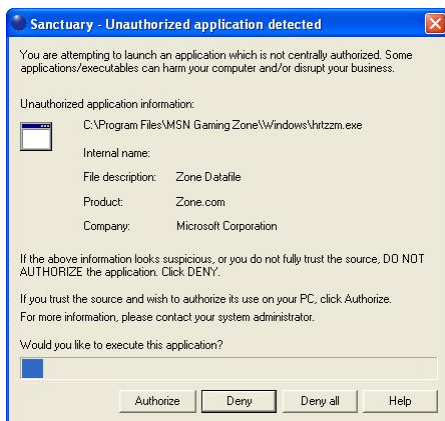 Sanctuary - Unauthorized application detected
You are attempting to launch an application which is not centrally authorized. Some
applications/executables can harm your computer and/or disrupt your business.
Unauthorized application information:
C:\Program Files\MSN Gaming Zone\Windows\hrtzzm.exe
Internal name:
File description: Zone Datafile
Product: Zone.com
Company: Microsoft Corporation
If the above information looks suspicious, or you do not fully trust the source, DO NOT
AUTHORIZE the application. Click DENY.
If you trust the source and wish to authorize its use on your PC, click Authorize.
For more information, please contact your system administrator.
Would you like to execute this application?
Authorize Deny Deny all Help